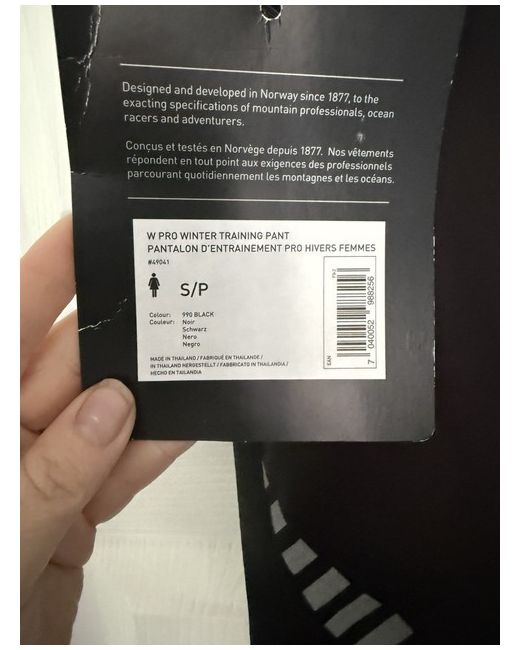 Designed and developed in Norway since 1877, to the
exacting specifications of mountain professionals, ocean
racers and adventurers.
Conçus et testés en Norvège depuis 1877. Nos vêtements
répondent en tout point aux exigences des professionnels
parcourant quotidiennement les montagnes et les océans.
W PRO WINTER TRAINING PANT
PANTALON D'ENTRAINEMENT PRO HIVERS FEMMES
#49041
S/P
Colour: 990 BLACK
Couleur: Noir
Schwarz
Nero
Negro
MADE IN THAILAND / FABRIQUÉ EN THAILANDE /
IN THAILAND HERGESTELLT / FABBRICATO IN THAILANDIA /
HECHO EN TAILANDIA
EAN
7 040052 988256